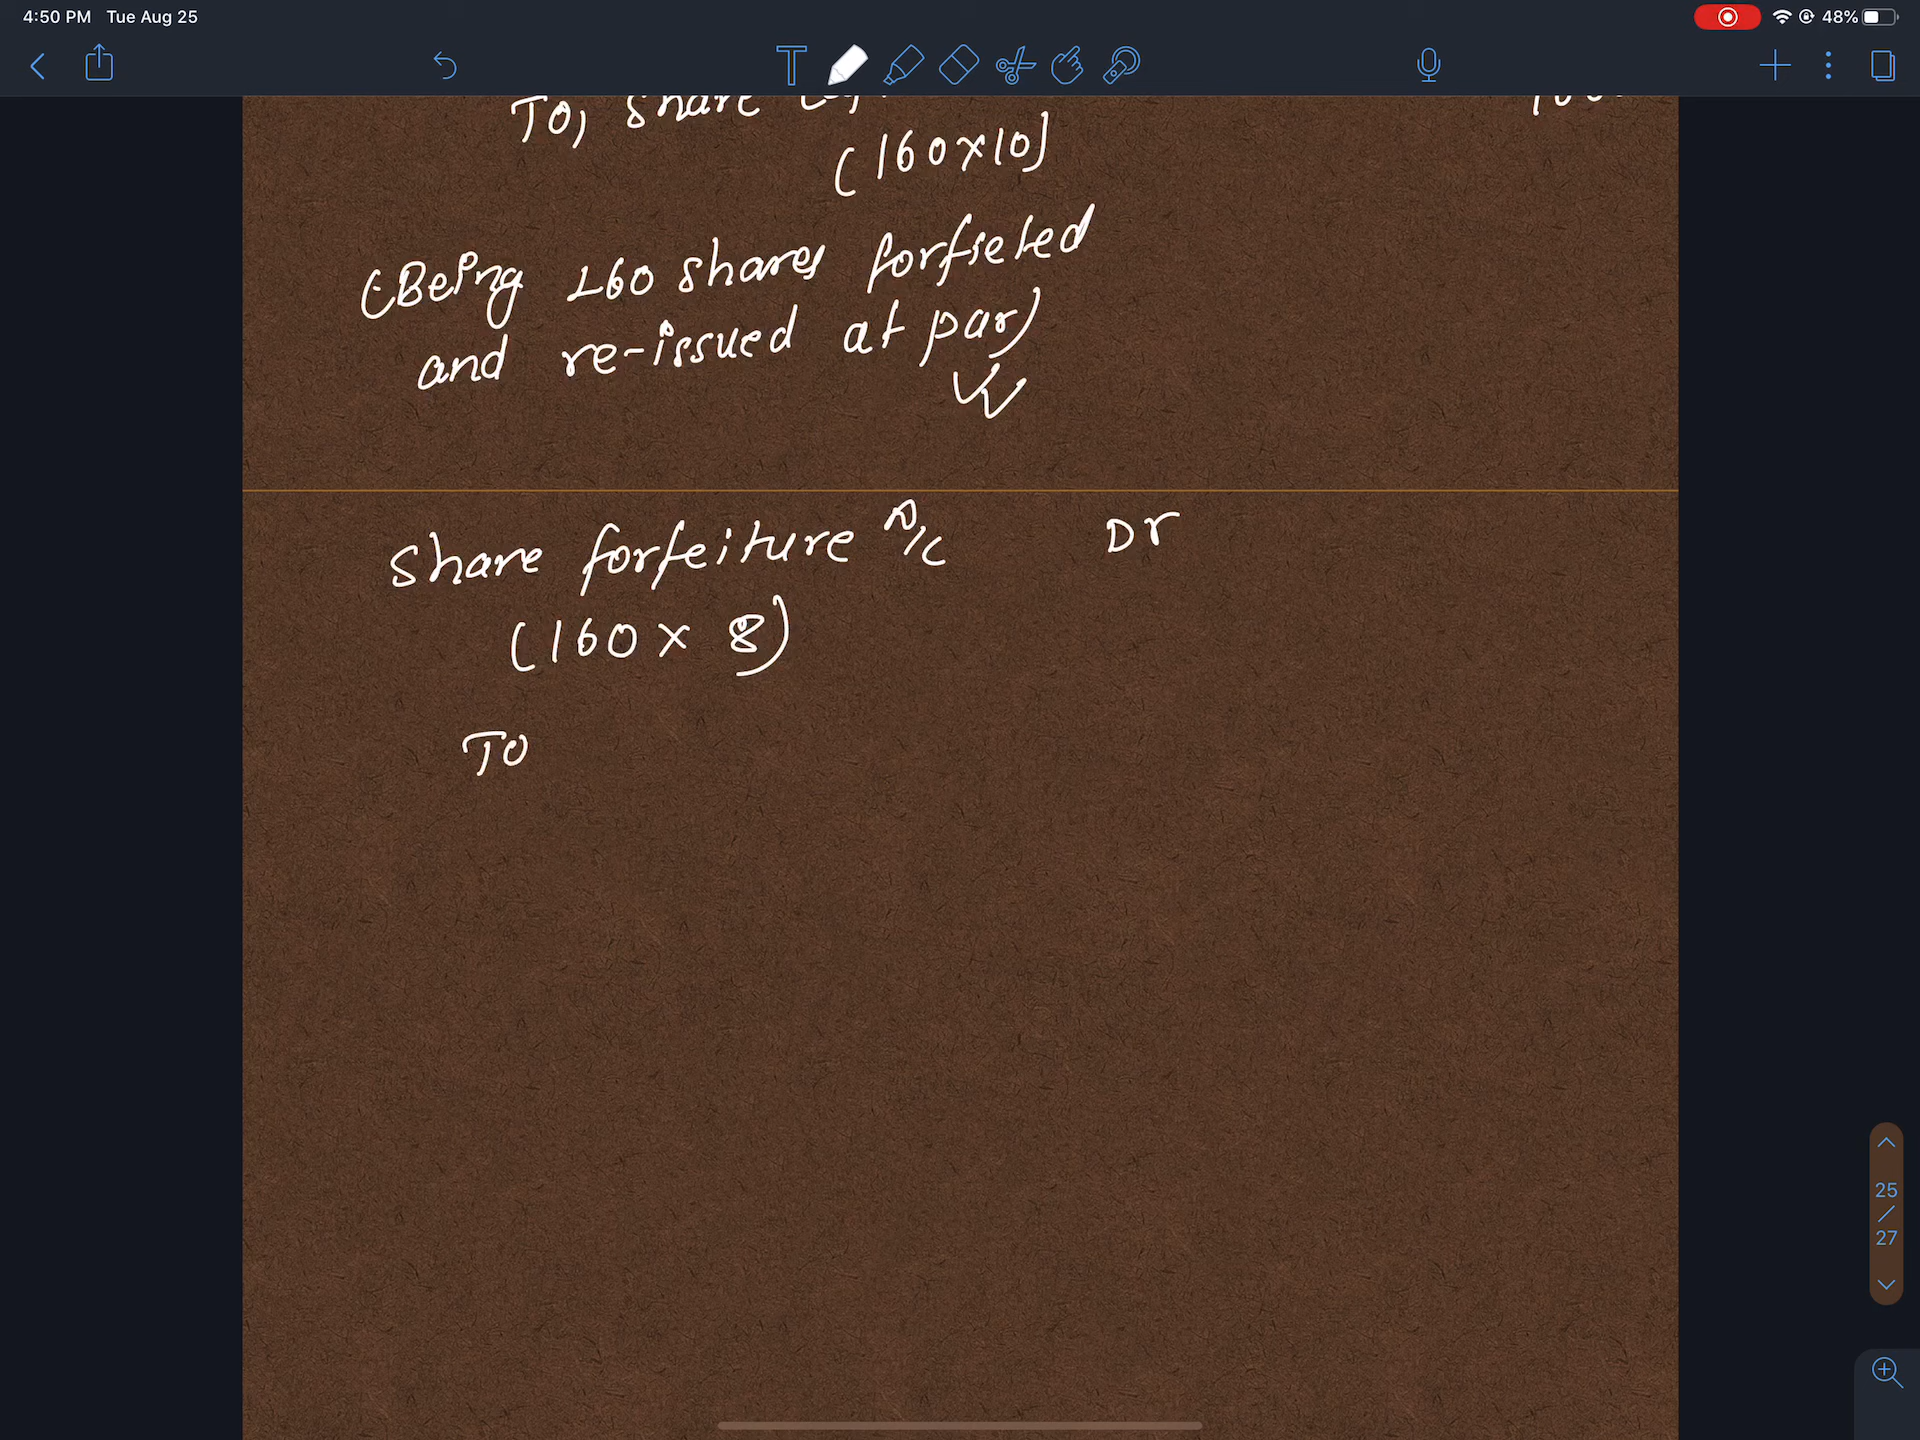 4:50 PM Tue Aug 25
48%
To, Share
(160×10)
(Being 160 shares forfieted
and re-issued at par)
Share forfeiture A/c Dr
(160 × 8)
To
25
/
27